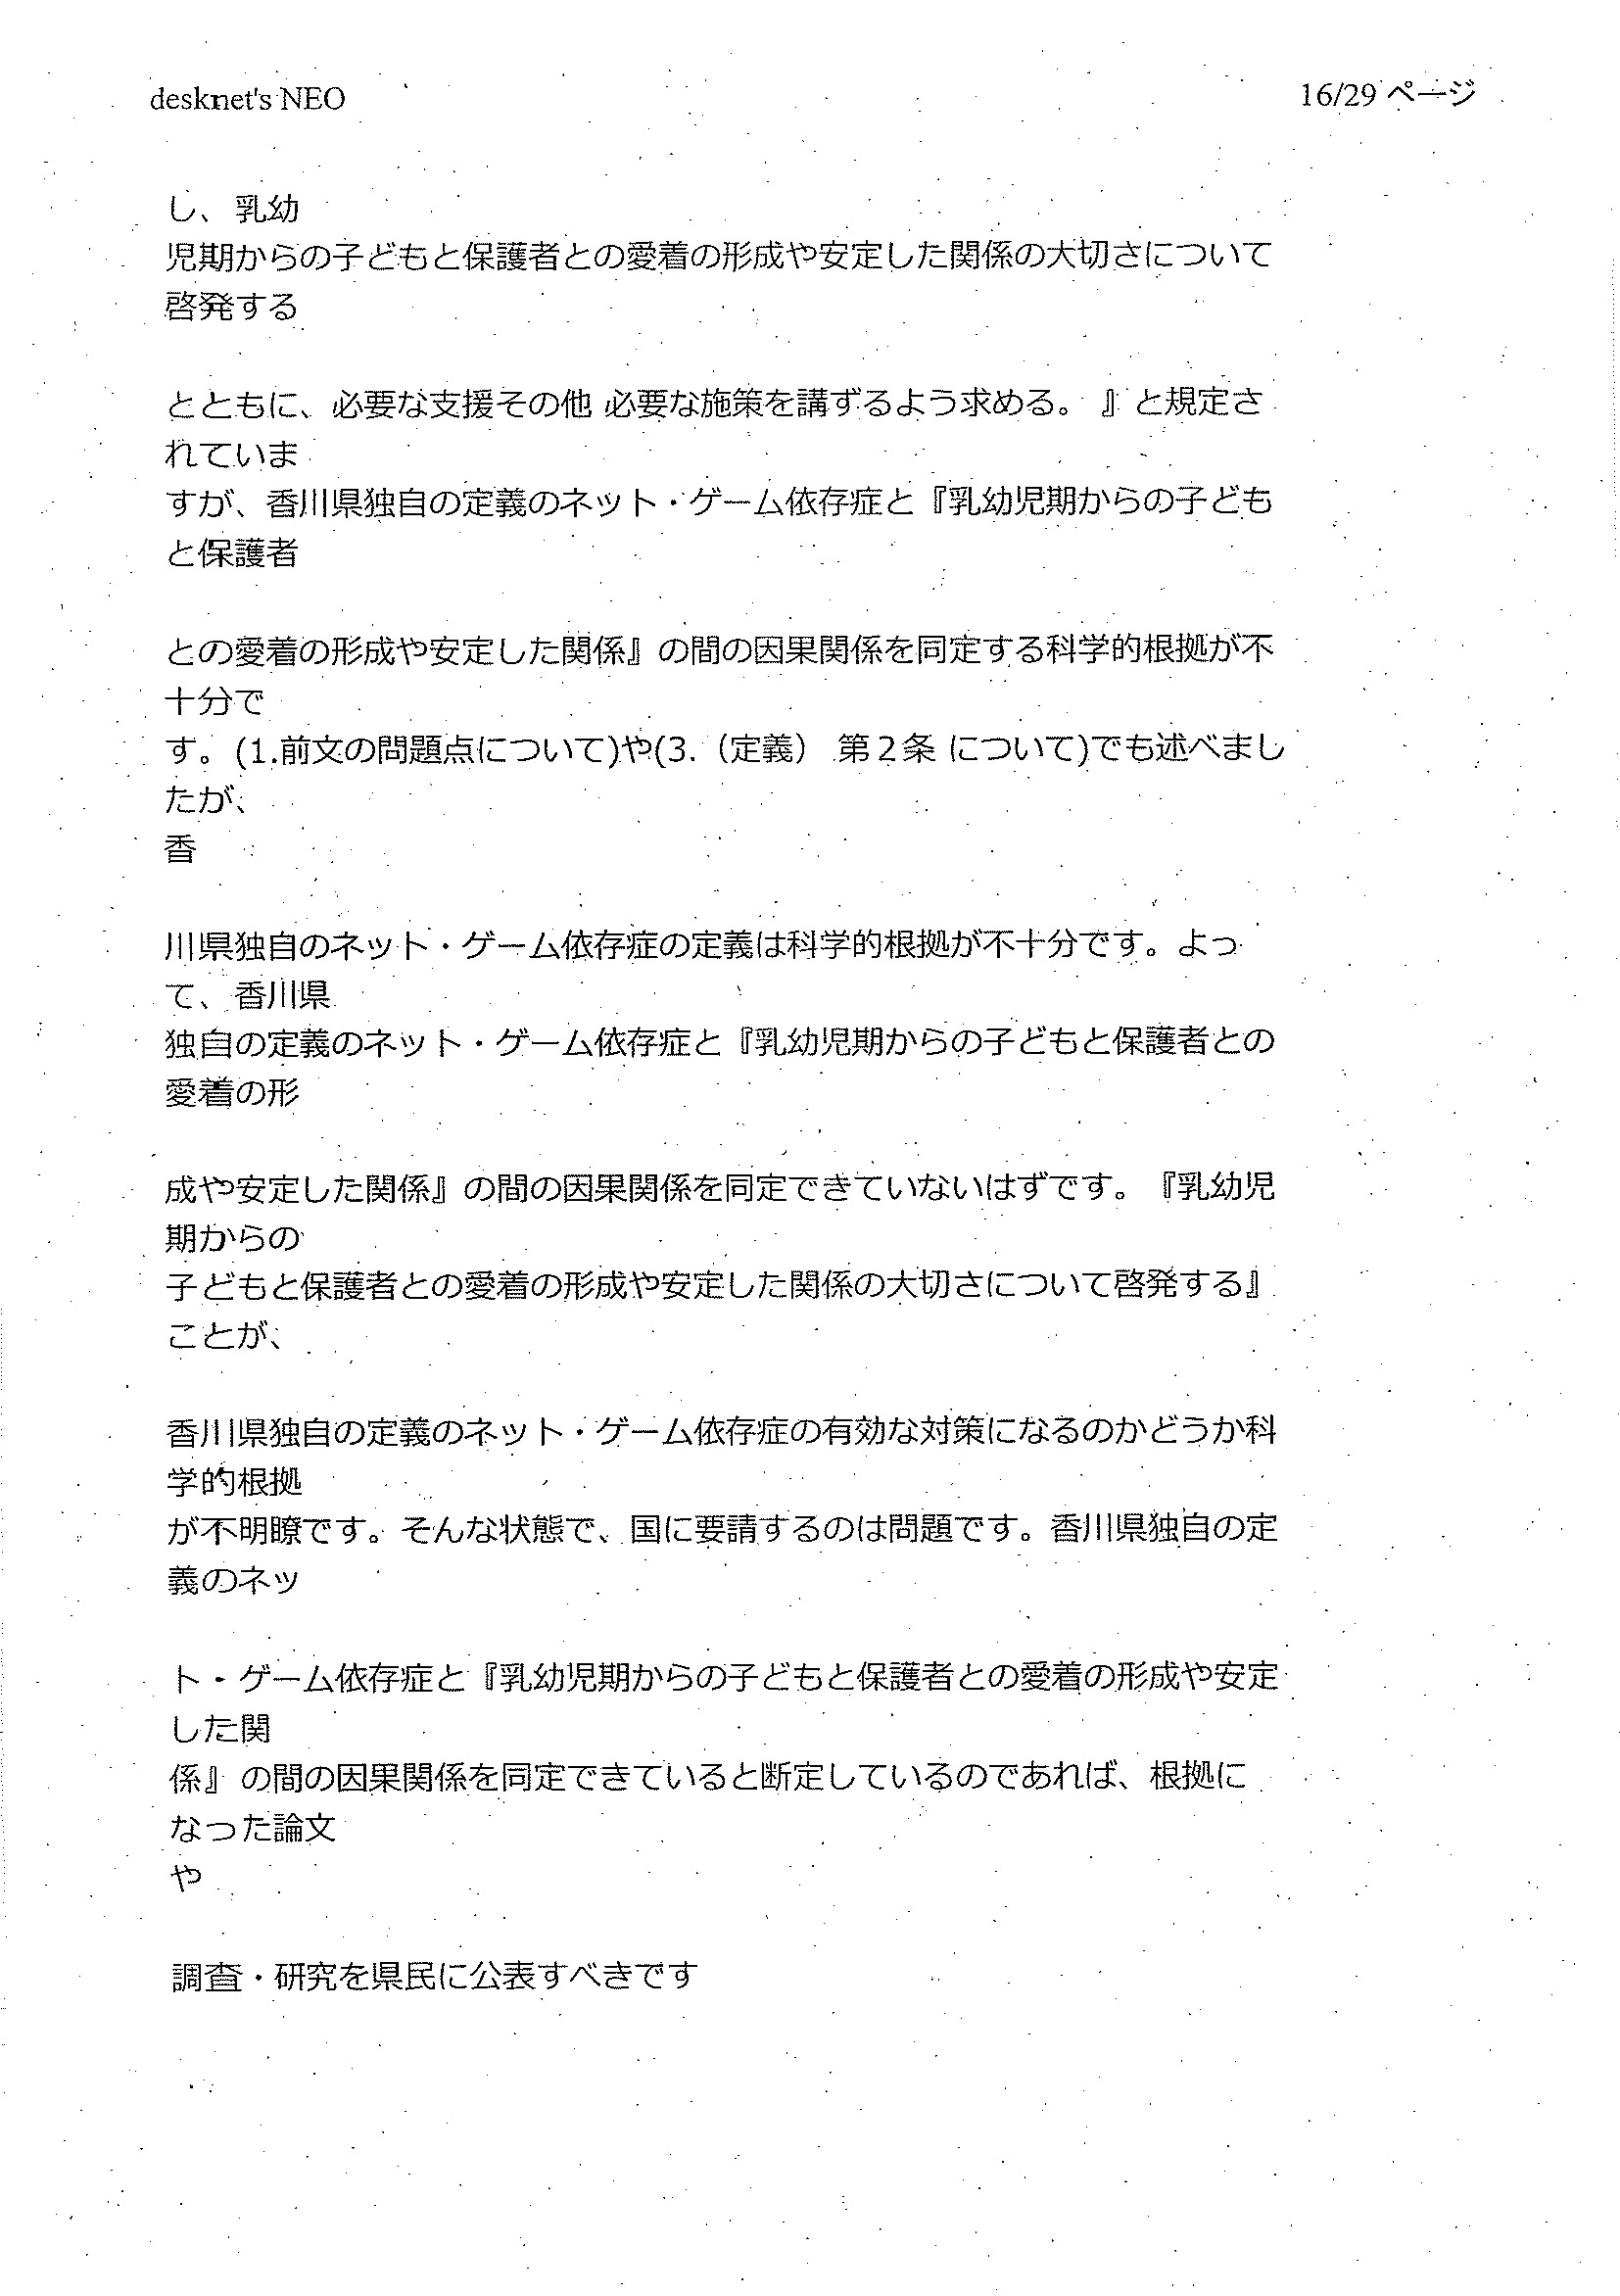 desknet's NEO
16/29 ページ
し、乳幼
児期からの子どもと保護者との愛着の形成や安定した関係の大切さについて
啓発する
とともに、必要な支援その他 必要な施策を講ずるよう求める。 』と規定さ
れていま
すが、香川県独自の定義のネット・ゲーム依存症と『乳幼児期からの子ども
と保護者
との愛着の形成や安定した関係』の間の因果関係を同定する科学的根拠が不
十分で
す。(1.前文の問題点について)や(3.（定義） 第２条 について)でも述べまし
たが、
香
川県独自のネット・ゲーム依存症の定義は科学的根拠が不十分です。よっ
て、香川県
独自の定義のネット・ゲーム依存症と『乳幼児期からの子どもと保護者との
愛着の形
成や安定した関係』の間の因果関係を同定できていないはずです。『乳幼児
期からの
子どもと保護者との愛着の形成や安定した関係の大切さについて啓発する』
ことが、
香川県独自の定義のネット・ゲーム依存症の有効な対策になるのかどうか科
学的根拠
が不明瞭です。そんな状態で、国に要請するのは問題です。香川県独自の定
義のネッ
ト・ゲーム依存症と『乳幼児期からの子どもと保護者との愛着の形成や安定
した関
係』の間の因果関係を同定できていると断定しているのであれば、根拠に
なった論文
や
調査・研究を県民に公表すべきです